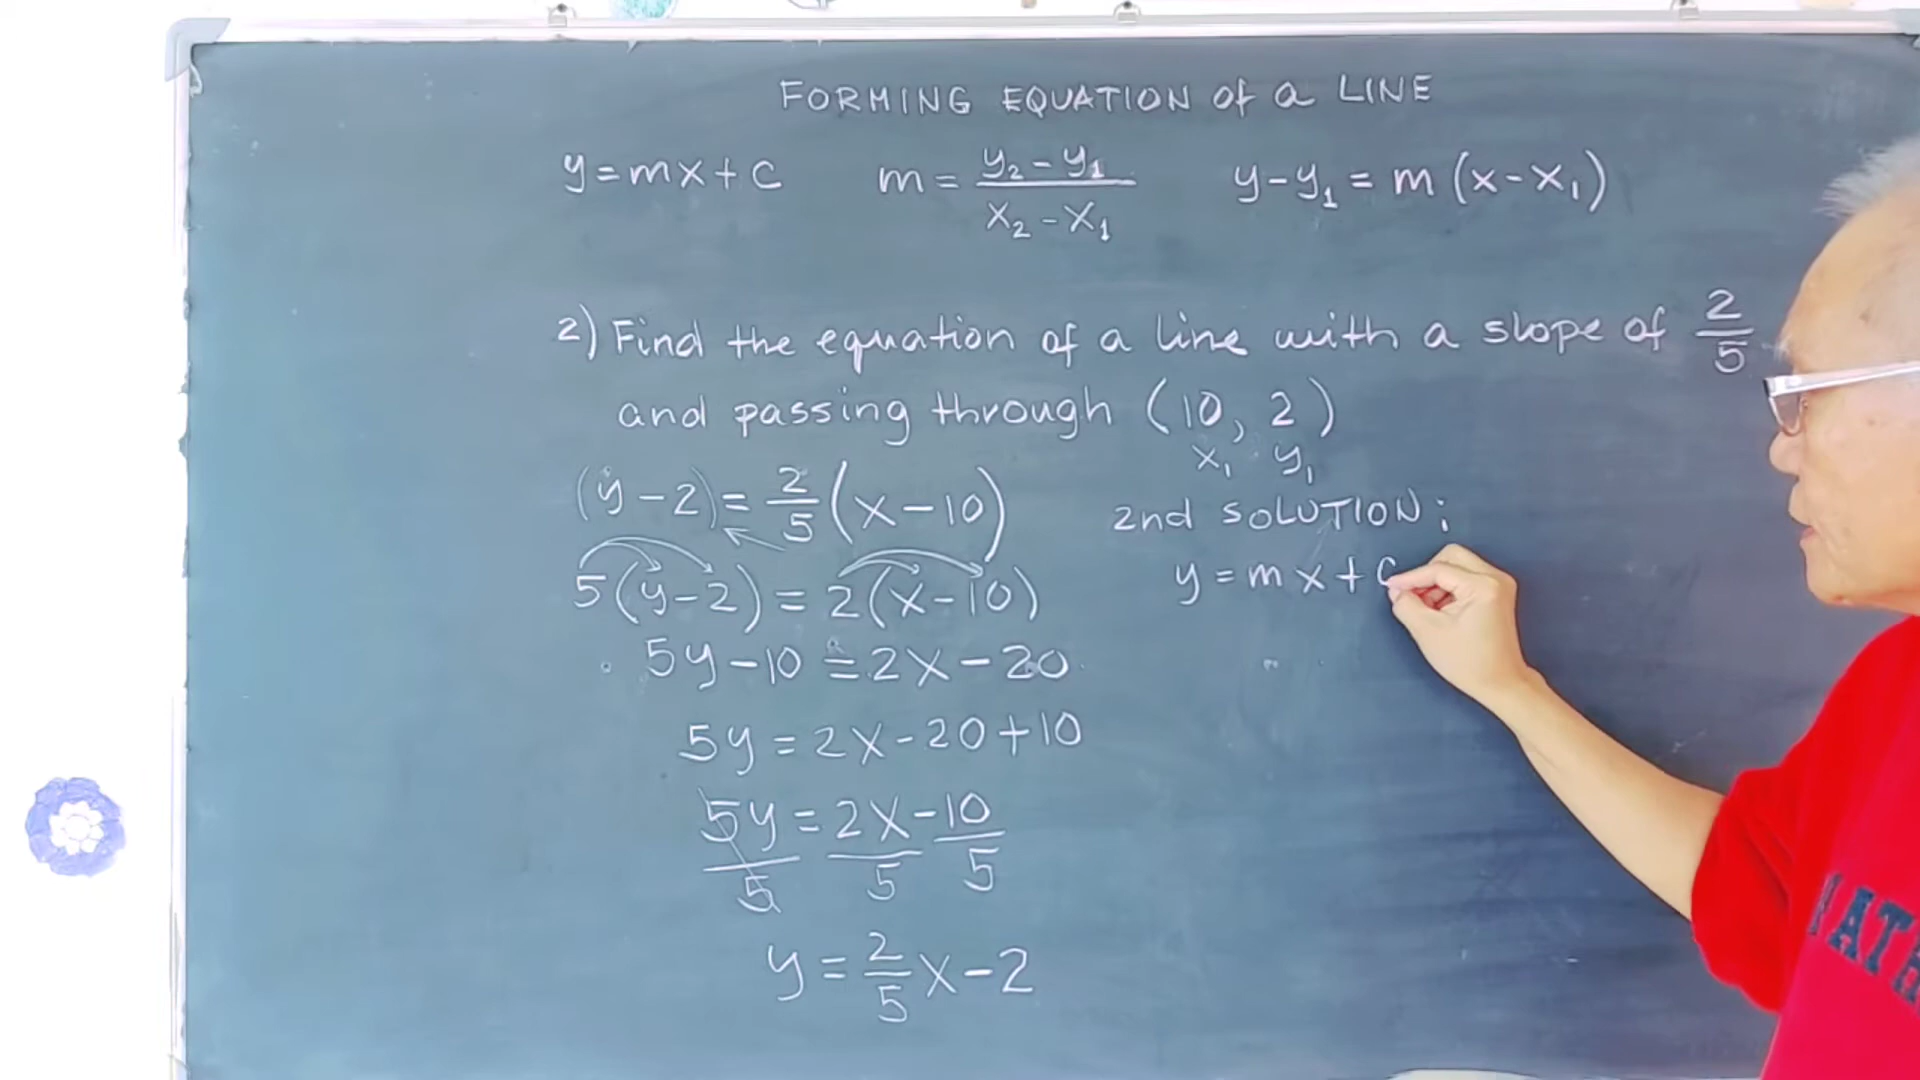 FORMING EQUATION of a LINE
y = mx + c    m = (y₂ - y₁)/(x₂ - x₁)    y - y₁ = m (x - x₁)
2) Find the equation of a line with a slope of 2/5
and passing through (10, 2)
x₁ y₁
(y - 2) = 2/5 (x - 10)
5(y - 2) = 2(x - 10)
5y - 10 = 2x - 20
5y = 2x - 20 + 10
5y/5 = 2x/5 - 10/5
y = 2/5 x - 2
2nd SOLUTION:
y = mx + c